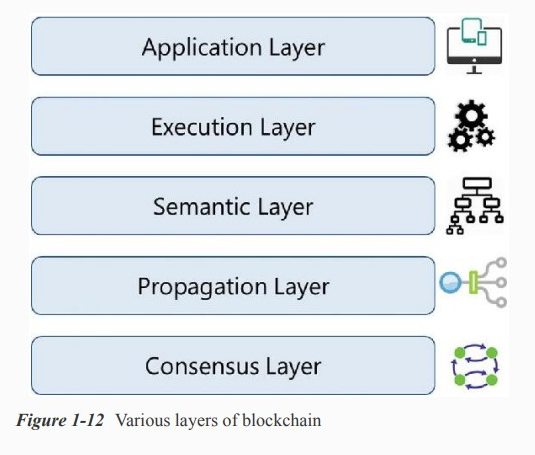 Application Layer
Execution Layer
Semantic Layer
Propagation Layer
Consensus Layer
Figure 1-12 Various layers of blockchain